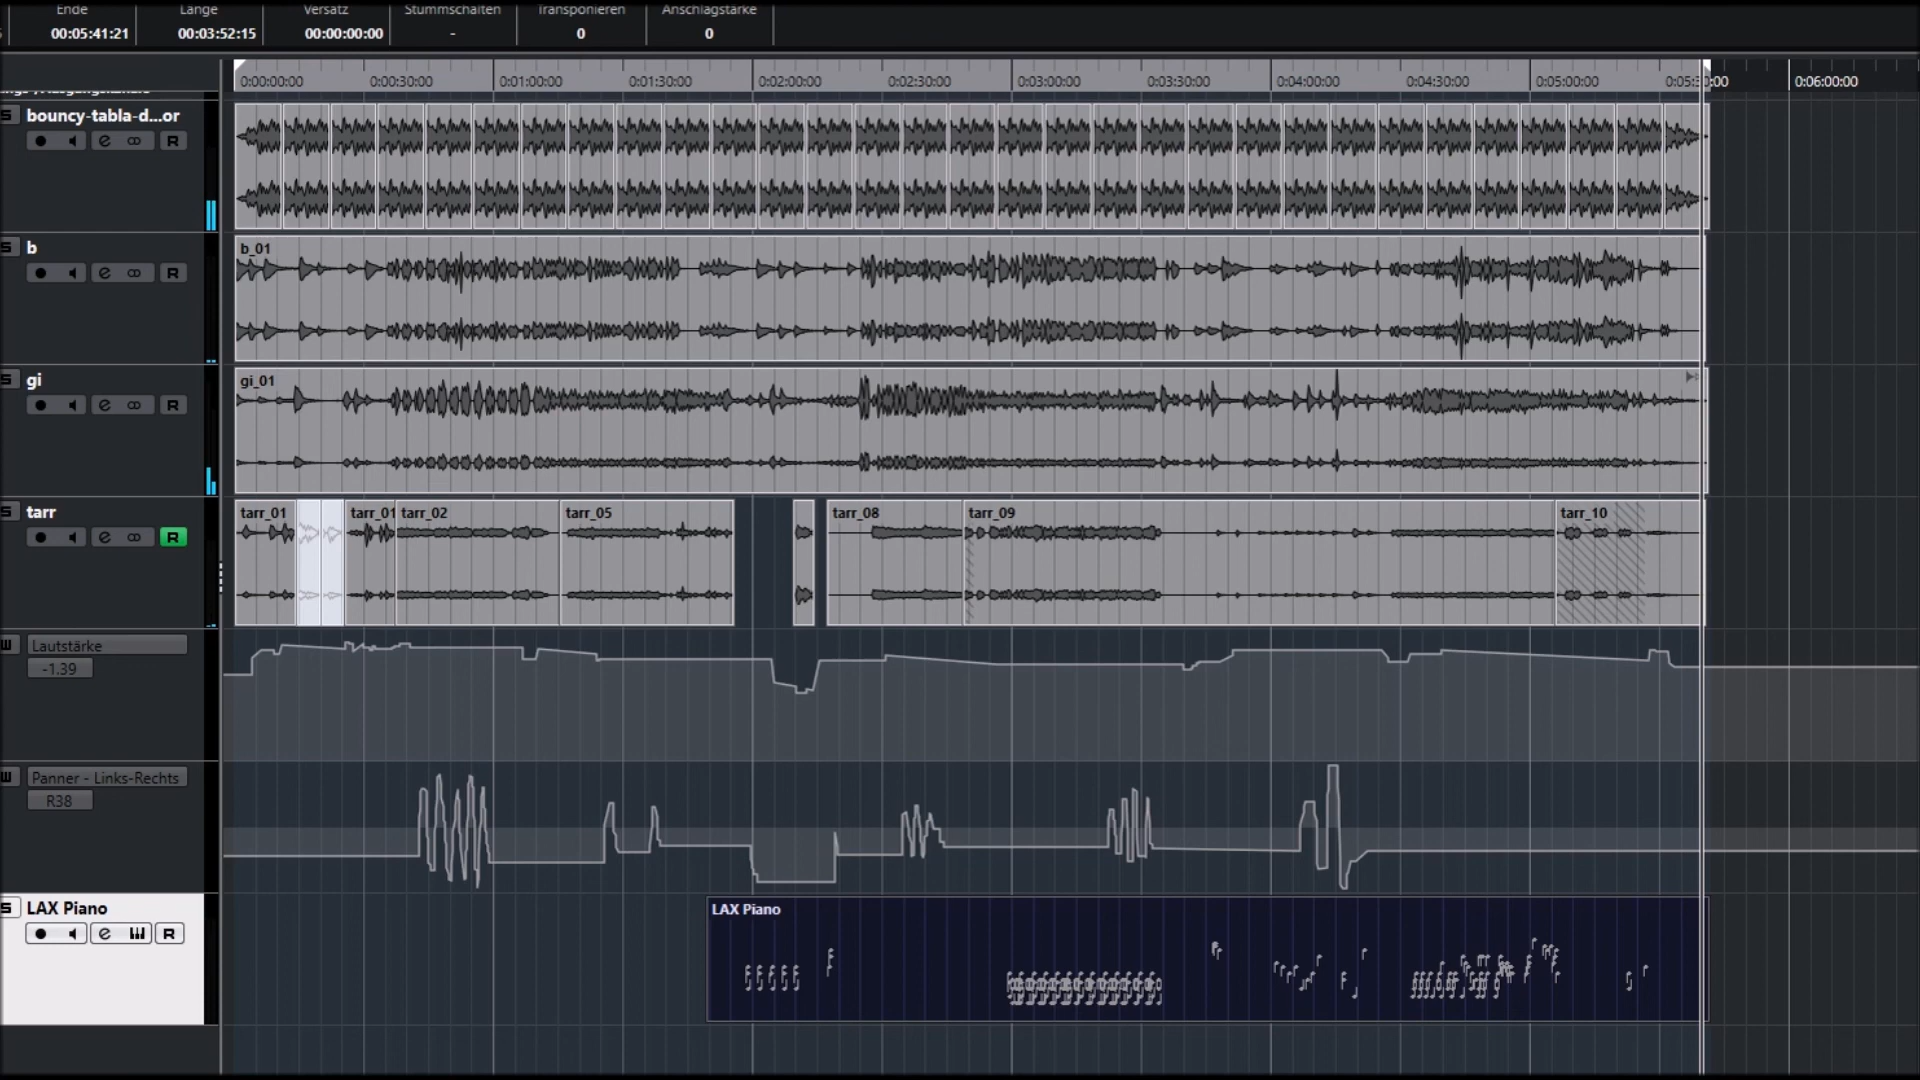 Ende Länge Versatz Stummschalten Transponieren Anschlagstärke
00:05:41:21 00:03:52:15 00:00:00:00 - 0 0
0:00:00:00 0:00:30:00 0:01:00:00 0:01:30:00 0:02:00:00 0:02:30:00 0:03:00:00 0:03:30:00 0:04:00:00 0:04:30:00 0:05:00:00 0:05:30:00 0:06:00:00
S bouncy-tabla-d...or
R
S b
b_01
R
S gi
gi_01
R
S tarr
tarr_01 tarr_01 tarr_02 tarr_05 tarr_08 tarr_09 tarr_10
R
W Lautstärke
-1.39
W Panner - Links-Rechts
R38
S LAX Piano
LAX Piano
R